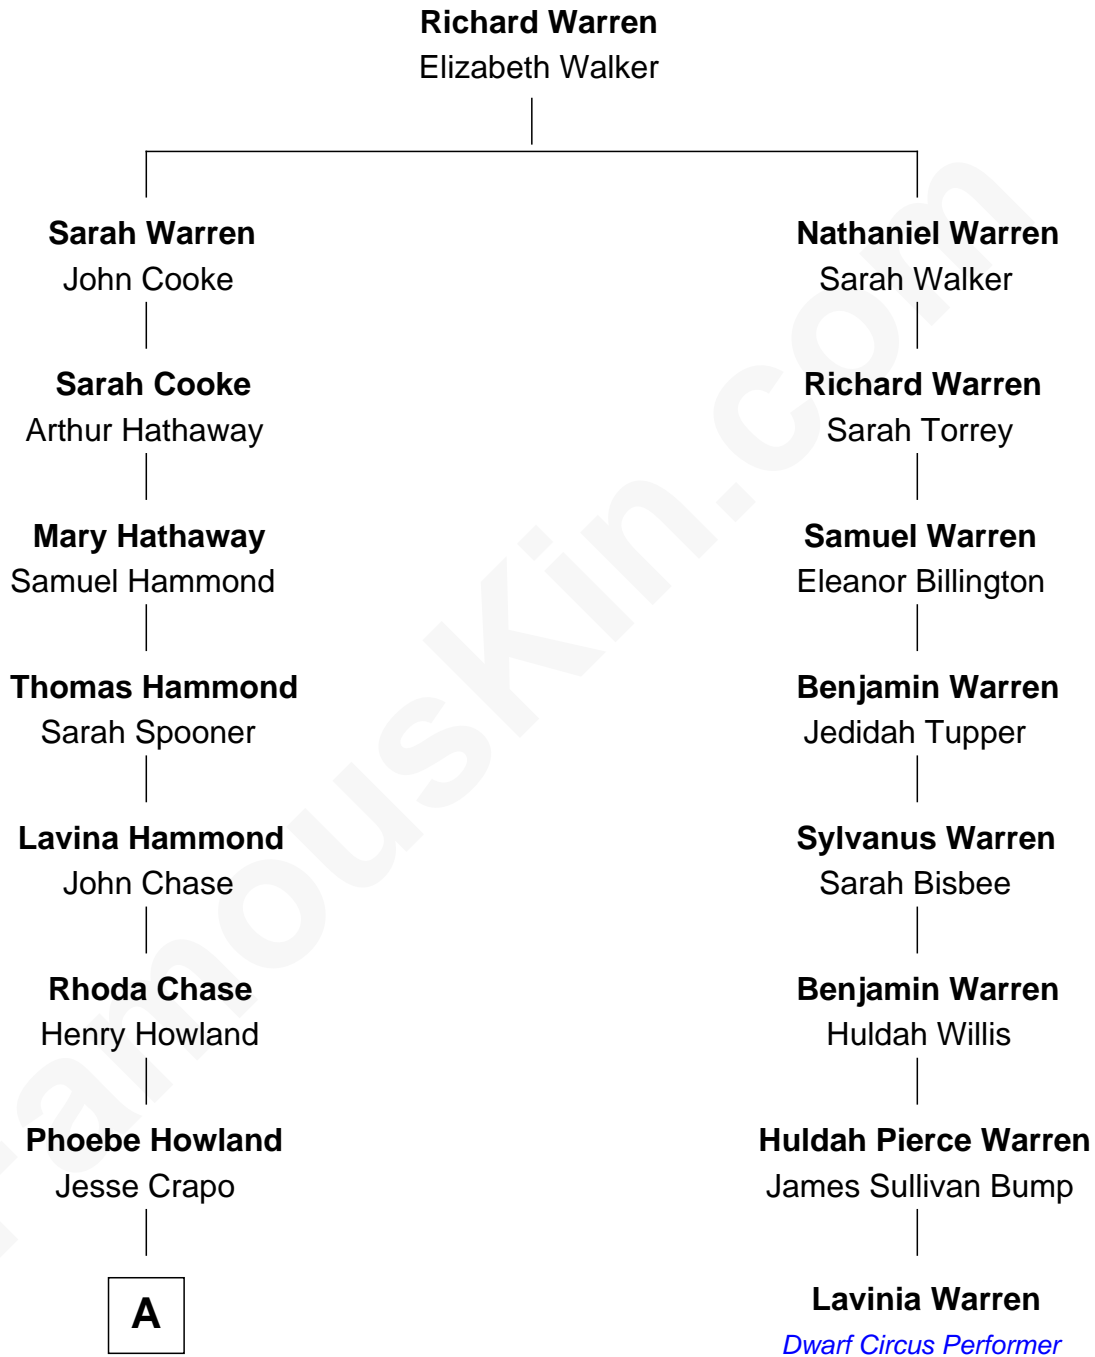 Richard Warren
Elizabeth Walker
Sarah Warren
John Cooke
Nathaniel Warren
Sarah Walker
Sarah Cooke
Arthur Hathaway
Richard Warren
Sarah Torrey
Mary Hathaway
Samuel Hammond
Samuel Warren
Eleanor Billington
Thomas Hammond
Sarah Spooner
Benjamin Warren
Jedidah Tupper
Lavina Hammond
John Chase
Sylvanus Warren
Sarah Bisbee
Rhoda Chase
Henry Howland
Benjamin Warren
Huldah Willis
Phoebe Howland
Jesse Crapo
Huldah Pierce Warren
James Sullivan Bump
A
Lavinia Warren
Dwarf Circus Performer
FamousKin.com